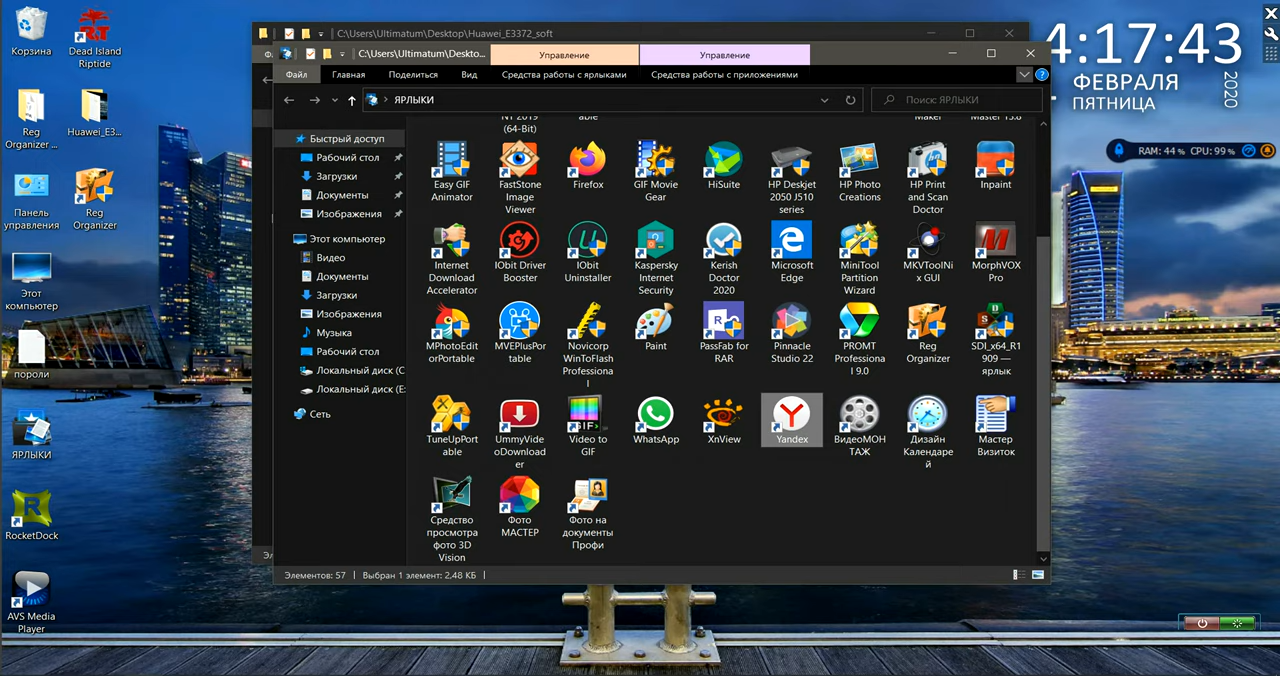 Корзина
Dead Island
Riptide
Reg
Organizer ...
Huawei_E3...
Панель
управления
Reg
Organizer
Этот
компьютер
пороли
ЯРЛЫКИ
RocketDock
AVS Media
Player
C:\Users\Ultimatum\Desktop\Huawei_E3372_soft
C:\Users\Ultimatum\Deskto...
Управление
Управление
Файл
Главная
Поделиться
Вид
Средства работы с ярлыками
Средства работы с приложениями
ЯРЛЫКИ
Поиск: ЯРЛЫКИ
Быстрый доступ
Рабочий стол
Загрузки
Документы
Изображения
Этот компьютер
Видео
Документы
Загрузки
Изображения
Музыка
Рабочий стол
Локальный диск (C
Локальный диск (E:
Сеть
(64-Bit)
Easy GIF
Animator
FastStone
Image
Viewer
Firefox
GIF Movie
Gear
HiSuite
HP Deskjet
2050 J510
series
HP Photo
Creations
HP Print
and Scan
Doctor
Inpaint
Internet
Download
Accelerator
IObit Driver
Booster
IObit
Uninstaller
Kaspersky
Internet
Security
Kerish
Doctor
2020
Microsoft
Edge
MiniTool
Partition
Wizard
MKVToolNi
x GUI
MorphVOX
Pro
MPhotoEdit
orPortable
MVEPlusPor
table
Novicorp
WinToFlash
Professiona
l
Paint
PassFab for
RAR
Pinnacle
Studio 22
PROMT
Professiona
l 9.0
Reg
Organizer
SDI_x64_R1
909 —
ярлык
TuneUpPort
able
UmmyVide
oDownload
er
Video to
GIF
WhatsApp
XnView
Yandex
ВидеоМОН
ТАЖ
Дизайн
Календаре
й
Мастер
Визиток
Средство
просмотра
фото 3D
Vision
Фото
МАСТЕР
Фото на
документы
Профи
Элементов: 57
Выбран 1 элемент: 2,48 КБ
4:17:43
ФЕВРАЛЯ
ПЯТНИЦА
2020
RAM: 44 % CPU: 99 %